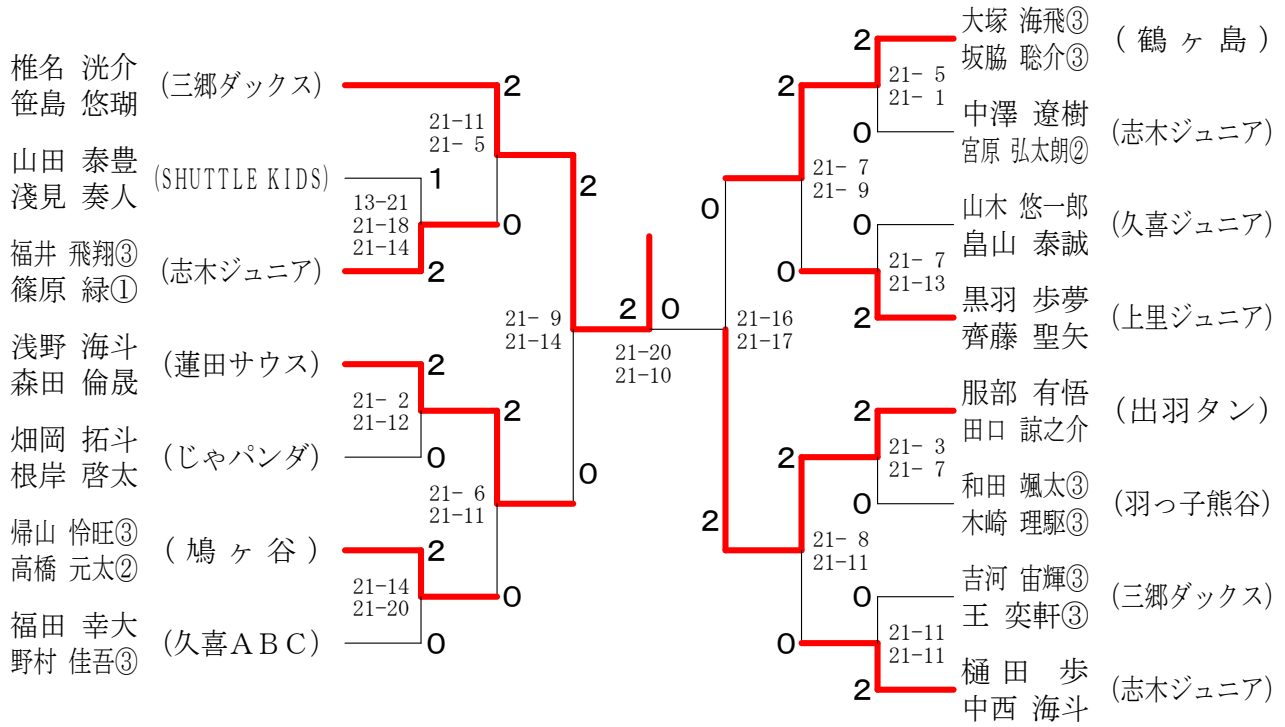 椎名 洸介
笹島 悠瑚
(三郷ダックス)
2
21-11
21- 5
山田 泰豊
淺見 奏人
(SHUTTLE KIDS)
1
13-21
21-18
21-14
0
福井 飛翔③
篠原 緑①
(志木ジュニア)
2
2
21- 9
21-14
浅野 海斗
森田 倫晟
(蓮田サウス)
2
21- 2
21-12
2
畑岡 拓斗
根岸 啓太
(じゃパンダ)
0
21- 6
21-11
0
帰山 怜旺③
高橋 元太②
(鳩ヶ谷)
2
21-14
21-20
0
福田 幸大
野村 佳吾③
(久喜ABC)
0
2
0
21-20
21-10
大塚 海飛③
坂脇 聡介③
(鶴ヶ島)
2
21- 5
21- 1
2
中澤 遼樹
宮原 弘太朗②
(志木ジュニア)
0
21- 7
21- 9
0
山木 悠一郎
畠山 泰誠
(久喜ジュニア)
0
21- 7
21-13
0
黒羽 歩夢
齊藤 聖矢
(上里ジュニア)
2
21-16
21-17
服部 有悟
田口 諒之介
(出羽タン)
2
21- 3
21- 7
2
和田 颯太③
木崎 理駆③
(羽っ子熊谷)
0
2
21- 8
21-11
吉河 宙輝③
王 奕軒③
(三郷ダックス)
0
21-11
21-11
0
樋田 歩
中西 海斗
(志木ジュニア)
2